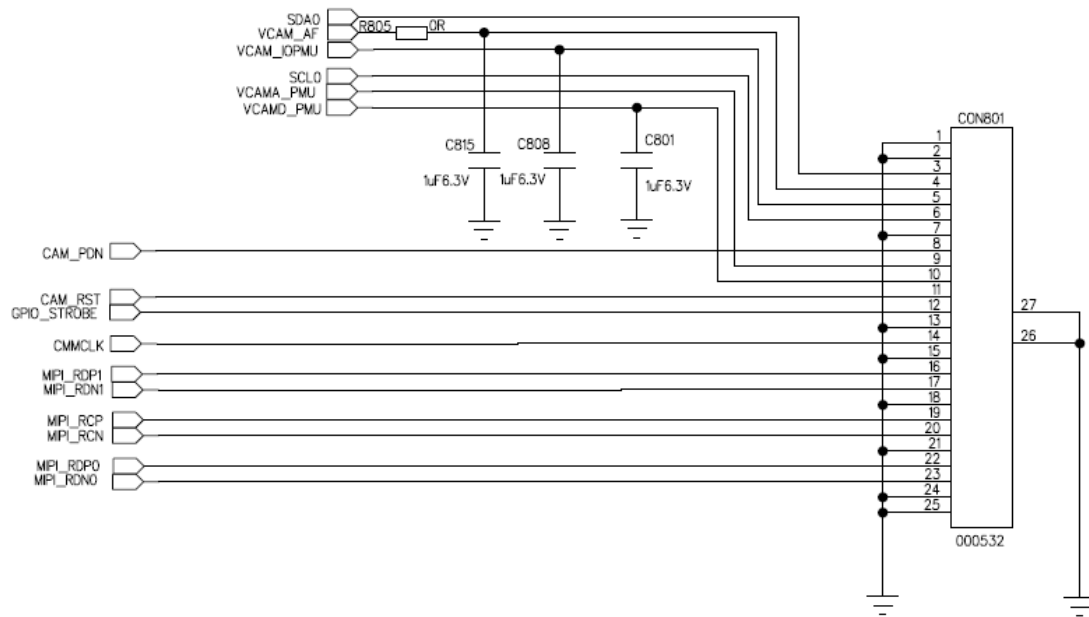 SDA0
VCAM_AF R805 0R
VCAM_IOPMU
SCL0
VCAMA_PMU
VCAMD_PMU
C815 C808 C801
1uF6.3V 1uF6.3V 1uF6.3V
CON801
1
2
3
4
5
6
7
CAM_PDN 8
9
10
CAM_RST 11
GPIO_STROBE 12 27
13
CMMCLK 14 26
15
MIPI_RDP1 16
MIPI_RDN1 17
18
MIPI_RCP 19
MIPI_RCN 20
21
MIPI_RDP0 22
MIPI_RDN0 23
24
25
000532